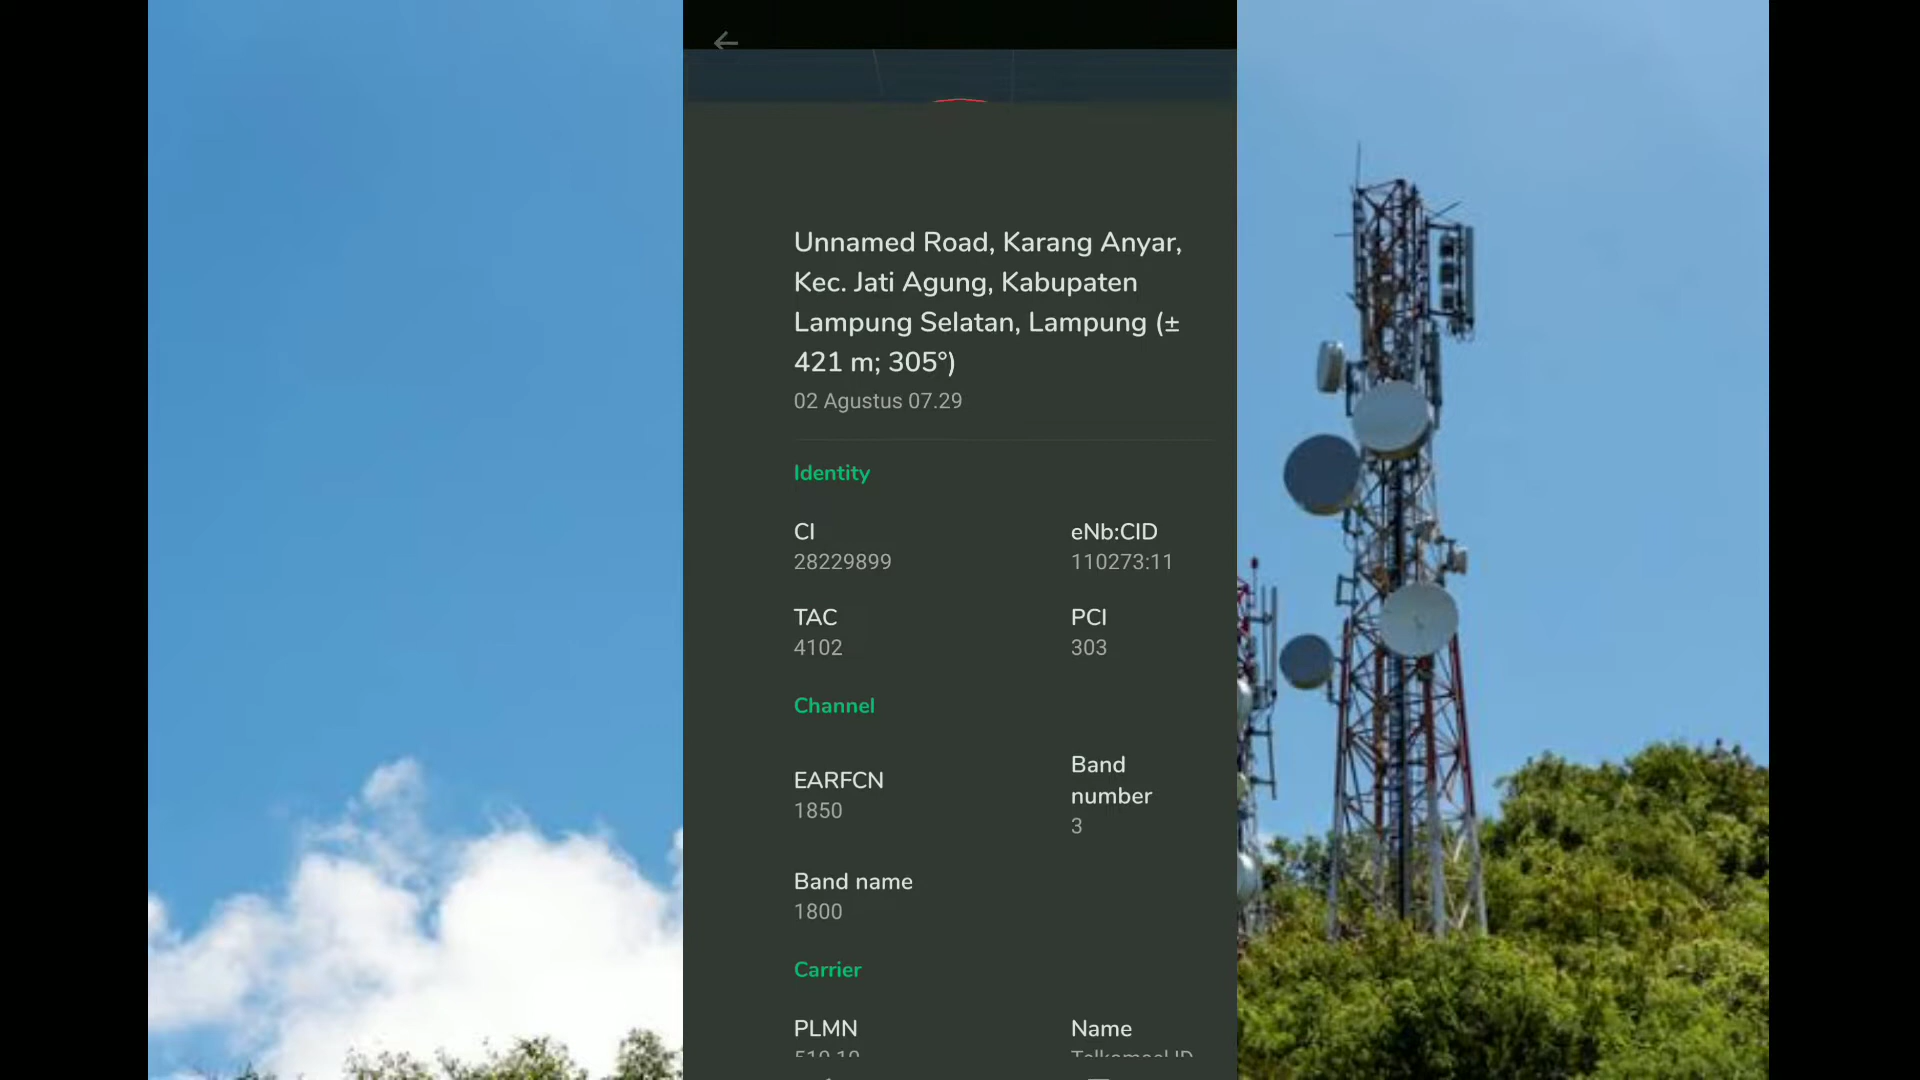 Unnamed Road, Karang Anyar,
Kec. Jati Agung, Kabupaten
Lampung Selatan, Lampung (±
421 m; 305°)
02 Agustus 07.29
Identity
CI
28229899
eNb:CID
110273:11
TAC
4102
PCI
303
Channel
EARFCN
1850
Band
number
3
Band name
1800
Carrier
PLMN
Name